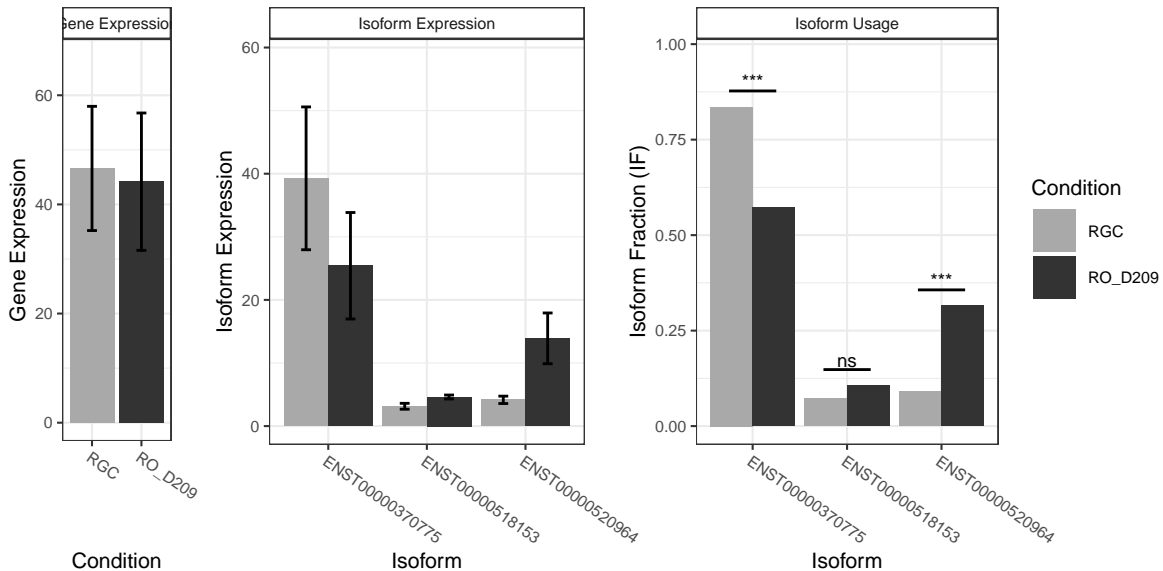 Gene Expression
Gene Expression
60
40
20
0
RGC
RO_D209
Condition
Isoform Expression
Isoform Expression
60
40
20
0
ENST00000370775
ENST00000518153
ENST00000520964
Isoform
Isoform Usage
Isoform Fraction (IF)
1.00
0.75
0.50
0.25
0.00
***
ns
***
ENST00000370775
ENST00000518153
ENST00000520964
Isoform
Condition
RGC
RO_D209